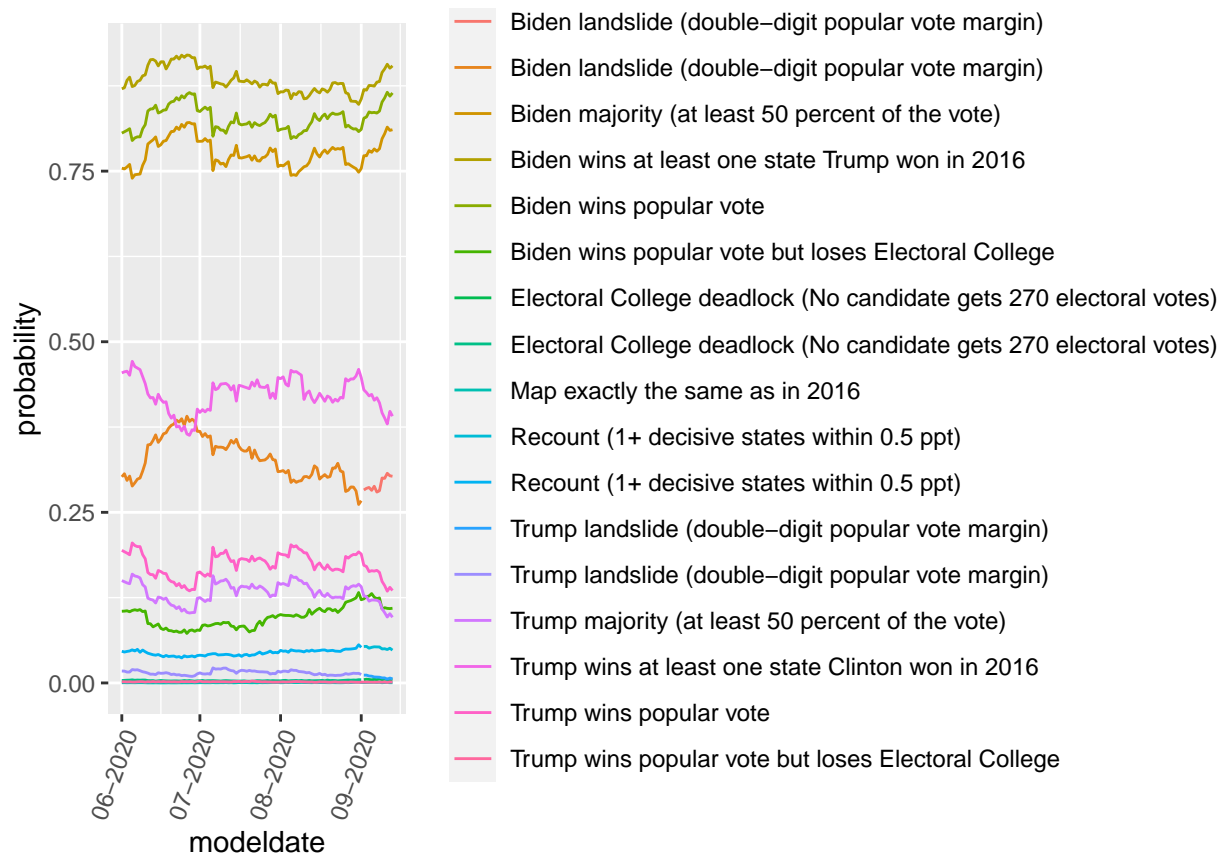 Biden landslide (double−digit popular vote margin)
Biden landslide (double−digit popular vote margin)
Biden majority (at least 50 percent of the vote)
Biden wins at least one state Trump won in 2016
Biden wins popular vote
Biden wins popular vote but loses Electoral College
Electoral College deadlock (No candidate gets 270 electoral votes)
Electoral College deadlock (No candidate gets 270 electoral votes)
Map exactly the same as in 2016
Recount (1+ decisive states within 0.5 ppt)
Recount (1+ decisive states within 0.5 ppt)
Trump landslide (double−digit popular vote margin)
Trump landslide (double−digit popular vote margin)
Trump majority (at least 50 percent of the vote)
Trump wins at least one state Clinton won in 2016
Trump wins popular vote
Trump wins popular vote but loses Electoral College
probability
0.75
0.50
0.25
0.00
06−2020
07−2020
08−2020
09−2020
modeldate